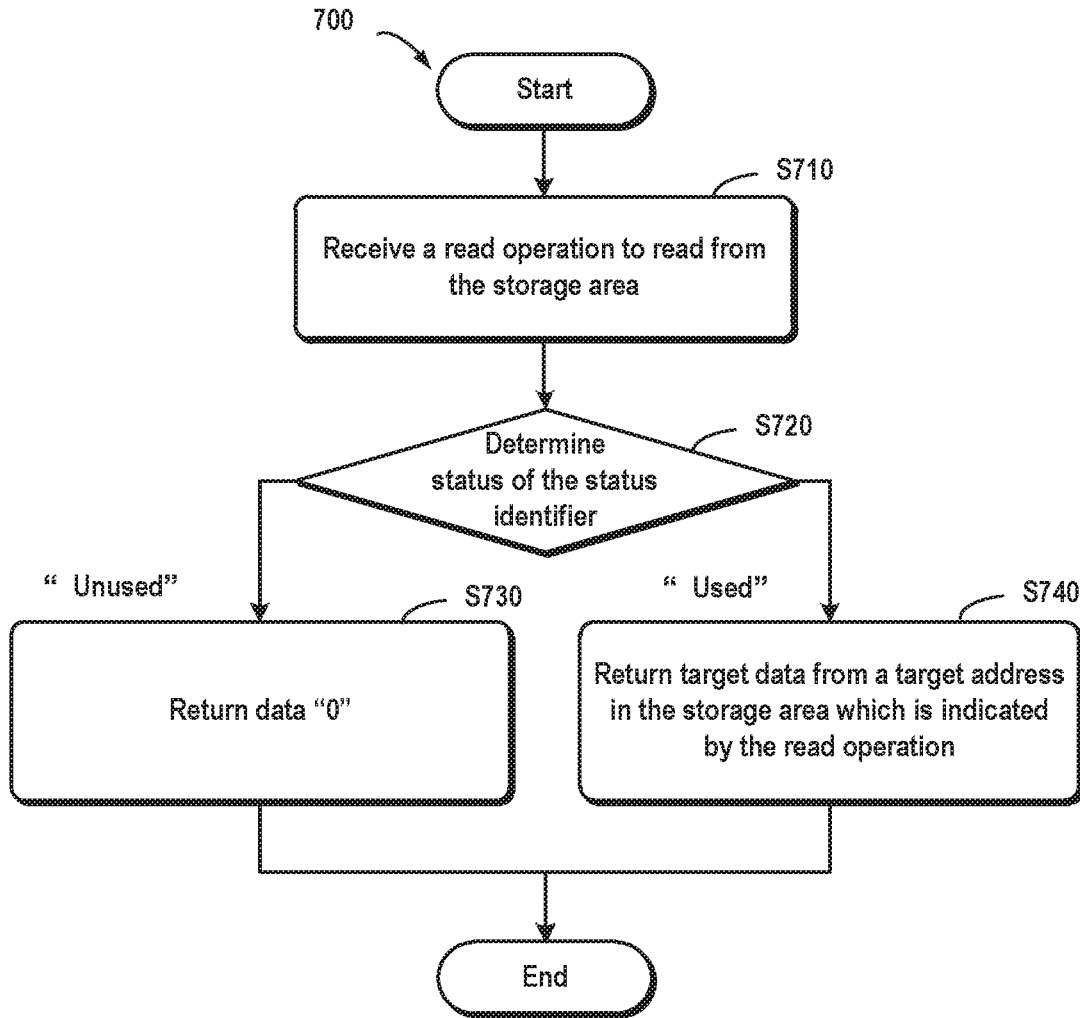 700
Start
S710
Receive a read operation to read from
the storage area
S720
Determine
status of the status
identifier
“ Unused”
S730
Return data “0”
“ Used”
S740
Return target data from a target address
in the storage area which is indicated
by the read operation
End